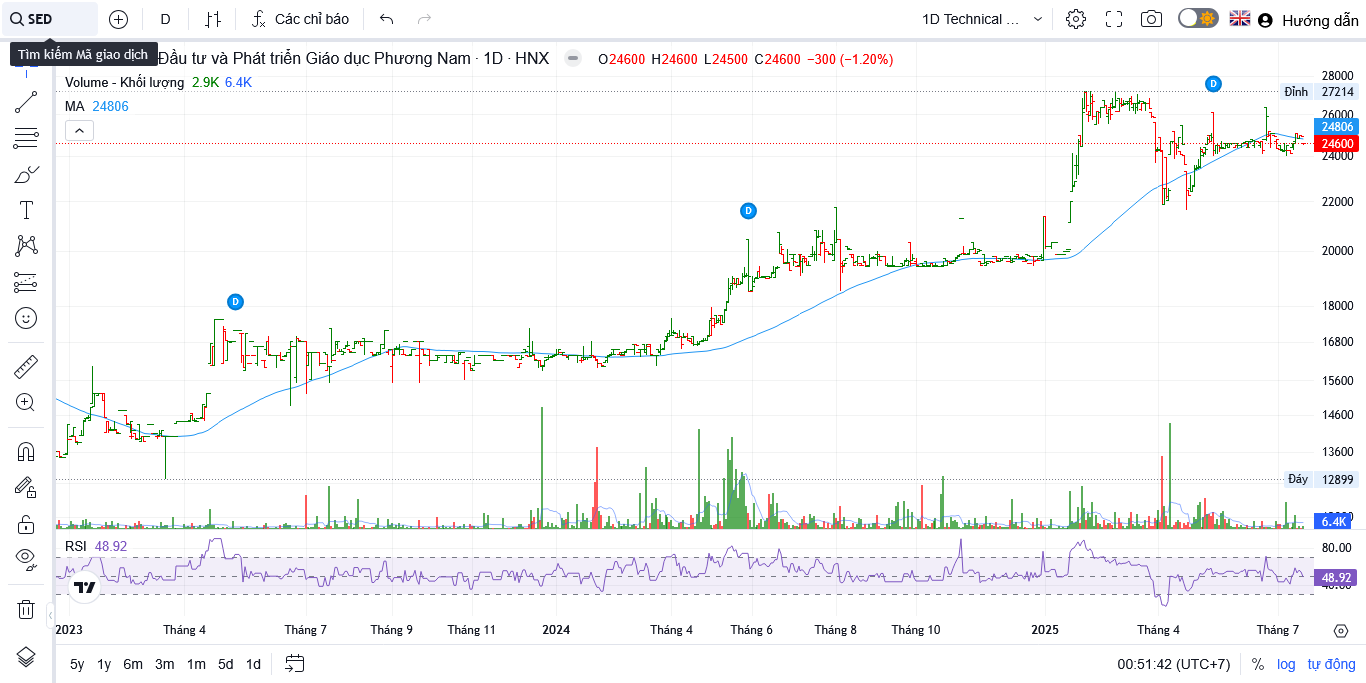 SED
D
Các chỉ báo
1D Technical ...
Hướng dẫn
Tìm kiếm Mã giao dịch
Đầu tư và Phát triển Giáo dục Phương Nam · 1D · HNX
O24600 H24600 L24500 C24600 −300 (−1.20%)
Volume - Khối lượng 2.9K 6.4K
MA 24806
28000
Đỉnh 27214
26000
24806
24600
24000
22000
20000
18000
16800
15600
14600
13600
Đáy 12899
6.4K
D
D
D
RSI 48.92
80.00
48.92
2023
Tháng 4
Tháng 7
Tháng 9
Tháng 11
2024
Tháng 4
Tháng 6
Tháng 8
Tháng 10
2025
Tháng 4
Tháng 7
5y 1y 6m 3m 1m 5d 1d
00:51:42 (UTC+7)
%
log
tự động